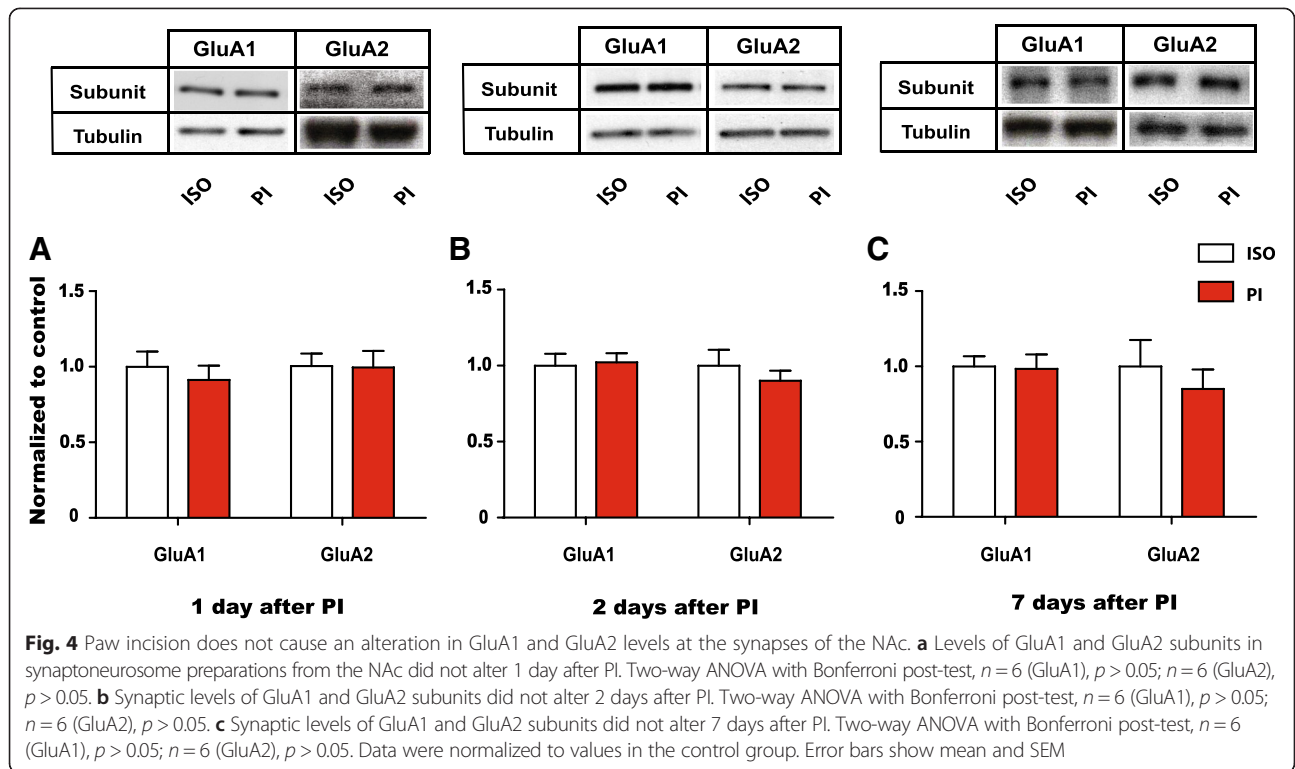 GluA1 GluA2
Subunit
Tubulin
ISO PI ISO PI
GluA1 GluA2
Subunit
Tubulin
ISO PI ISO PI
GluA1 GluA2
Subunit
Tubulin
ISO PI ISO PI
A
Normalized to control
1.5
1.0
0.5
0
GluA1 GluA2
1 day after PI
B
1.5
1.0
0.5
0
GluA1 GluA2
2 days after PI
C
ISO
PI
1.5
1.0
0.5
0
GluA1 GluA2
7 days after PI
Fig. 4 Paw incision does not cause an alteration in GluA1 and GluA2 levels at the synapses of the NAc. a Levels of GluA1 and GluA2 subunits in
synaptoneurosome preparations from the NAc did not alter 1 day after PI. Two-way ANOVA with Bonferroni post-test, n = 6 (GluA1), p > 0.05; n = 6 (GluA2),
p > 0.05. b Synaptic levels of GluA1 and GluA2 subunits did not alter 2 days after PI. Two-way ANOVA with Bonferroni post-test, n = 6 (GluA1), p > 0.05;
n = 6 (GluA2), p > 0.05. c Synaptic levels of GluA1 and GluA2 subunits did not alter 7 days after PI. Two-way ANOVA with Bonferroni post-test, n = 6
(GluA1), p > 0.05; n = 6 (GluA2), p > 0.05. Data were normalized to values in the control group. Error bars show mean and SEM